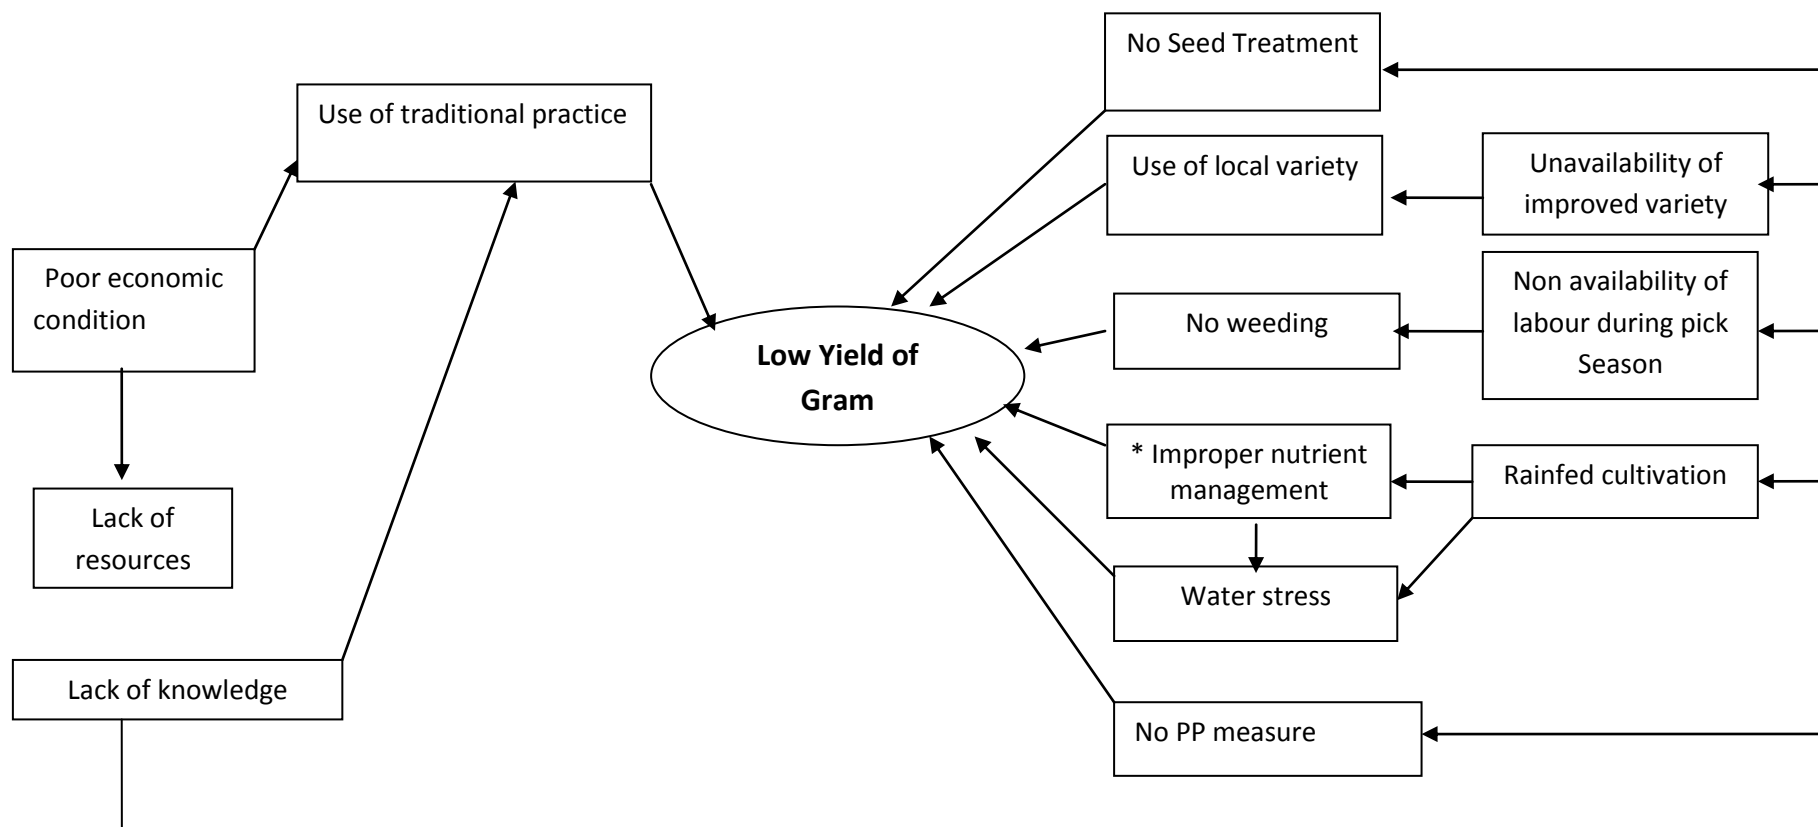 No Seed Treatment
Use of traditional practice
Use of local variety
Unavailability of
improved variety
Poor economic
condition
Non availability of
labour during pick
Season
No weeding
Low Yield of
Gram
* Improper nutrient
management
Rainfed cultivation
Lack of
resources
Water stress
Lack of knowledge
No PP measure